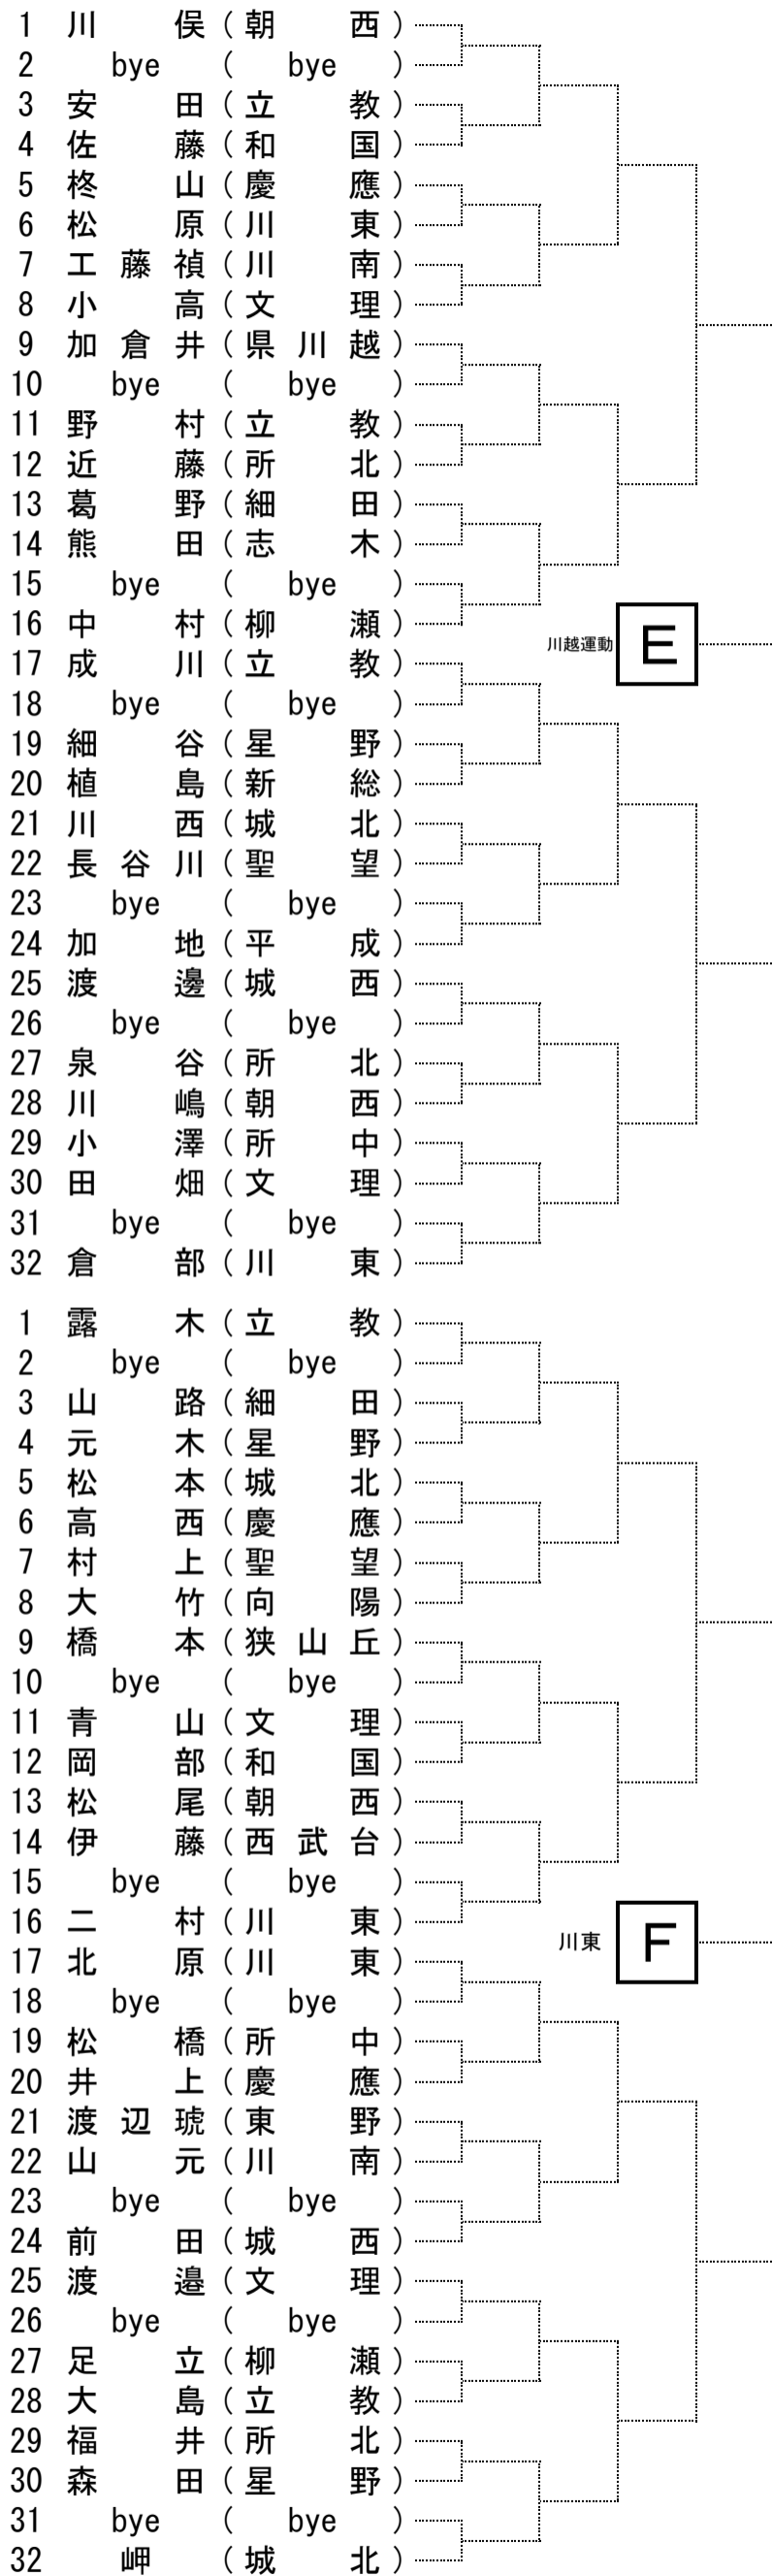 1 川俣(朝西)
2 bye(bye)
3 安田(立教)
4 佐藤(和国)
5 柊山(慶應)
6 松原(川東)
7 工藤禎(川南)
8 小高(文理)
9 加倉井(県川越)
10 bye(bye)
11 野村(立教)
12 近藤(所北)
13 葛野(細田)
14 熊田(志木)
15 bye(bye)
16 中村(柳瀬)
川越運動 E
17 成川(立教)
18 bye(bye)
19 細谷(星野)
20 植島(新総)
21 川西(城北)
22 長谷川(聖望)
23 bye(bye)
24 加地(平成)
25 渡邊(城西)
26 bye(bye)
27 泉谷(所北)
28 川嶋(朝西)
29 小澤(所中)
30 田畑(文理)
31 bye(bye)
32 倉部(川東)
1 露木(立教)
2 bye(bye)
3 山路(細田)
4 元木(星野)
5 松本(城北)
6 高西(慶應)
7 村上(聖望)
8 大竹(向陽)
9 橋本(狭山丘)
10 bye(bye)
11 青山(文理)
12 岡部(和国)
13 松尾(朝西)
14 伊藤(西武台)
15 bye(bye)
16 二村(川東)
川東 F
17 北原(川東)
18 bye(bye)
19 松橋(所中)
20 井上(慶應)
21 渡辺琥(東野)
22 山元(川南)
23 bye(bye)
24 前田(城西)
25 渡邉(文理)
26 bye(bye)
27 足立(柳瀬)
28 大島(立教)
29 福井(所北)
30 森田(星野)
31 bye(bye)
32 岬(城北)